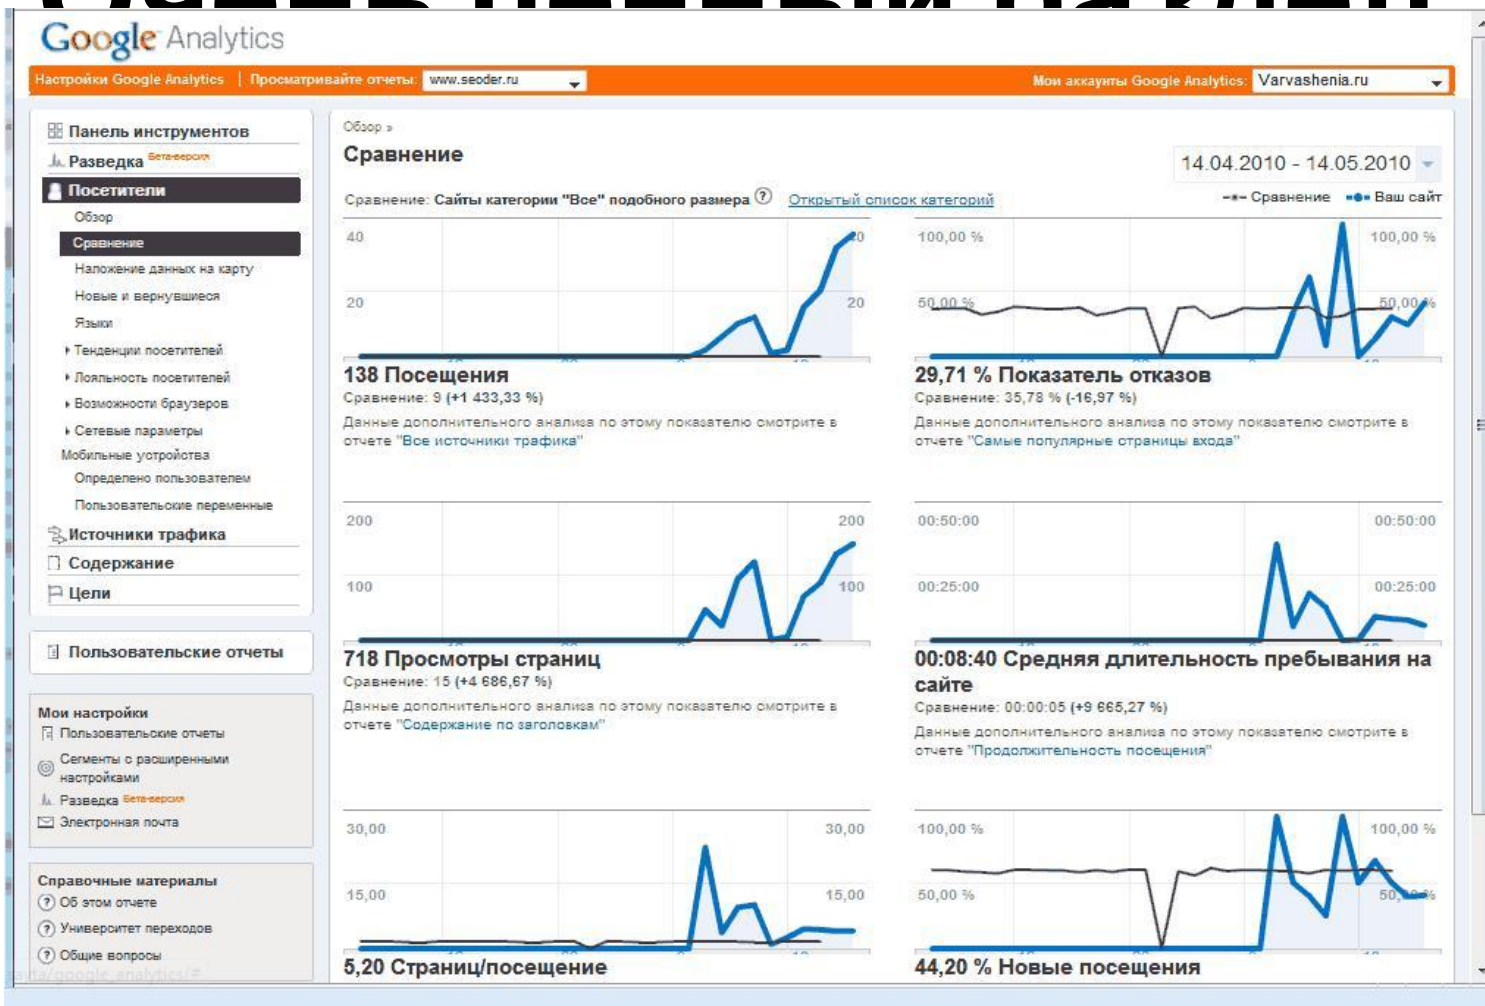 Google Analytics
Настройки Google Analytics | Просматривайте отчеты: www.seoder.ru
Мои аккаунты Google Analytics: Varvashenia.ru
Панель инструментов
Разведка Бета-версия
Посетители
Обзор
Сравнение
Наложение данных на карту
Новые и вернувшиеся
Языки
Тенденции посетителей
Лояльность посетителей
Возможности браузеров
Сетевые параметры
Мобильные устройства
Определено пользователем
Пользовательские переменные
Источники трафика
Содержание
Цели
Пользовательские отчеты
Мои настройки
Пользовательские отчеты
Сегменты с расширенными
настройками
Разведка Бета-версия
Электронная почта
Справочные материалы
Об этом отчете
Университет переходов
Общие вопросы
Обзор »
Сравнение
14.04.2010 - 14.05.2010
Сравнение: Сайты категории "Все" подобного размера ? Открытый список категорий
Сравнение Ваш сайт
40
20
20
20
138 Посещения
Сравнение: 9 (+1 433,33 %)
Данные дополнительного анализа по этому показателю смотрите в
отчете "Все источники трафика"
100,00 % 100,00 %
50,00 % 50,00 %
29,71 % Показатель отказов
Сравнение: 35,78 % (-16,97 %)
Данные дополнительного анализа по этому показателю смотрите в
отчете "Самые популярные страницы входа"
200 200
100 100
718 Просмотры страниц
Сравнение: 15 (+4 686,67 %)
Данные дополнительного анализа по этому показателю смотрите в
отчете "Содержание по заголовкам"
00:50:00 00:50:00
00:25:00 00:25:00
00:08:40 Средняя длительность пребывания на
сайте
Сравнение: 00:00:05 (+9 665,27 %)
Данные дополнительного анализа по этому показателю смотрите в
отчете "Продолжительность посещения"
30,00 30,00
15,00 15,00
5,20 Страниц/посещение
100,00 % 100,00 %
50,00 % 50,00 %
44,20 % Новые посещения